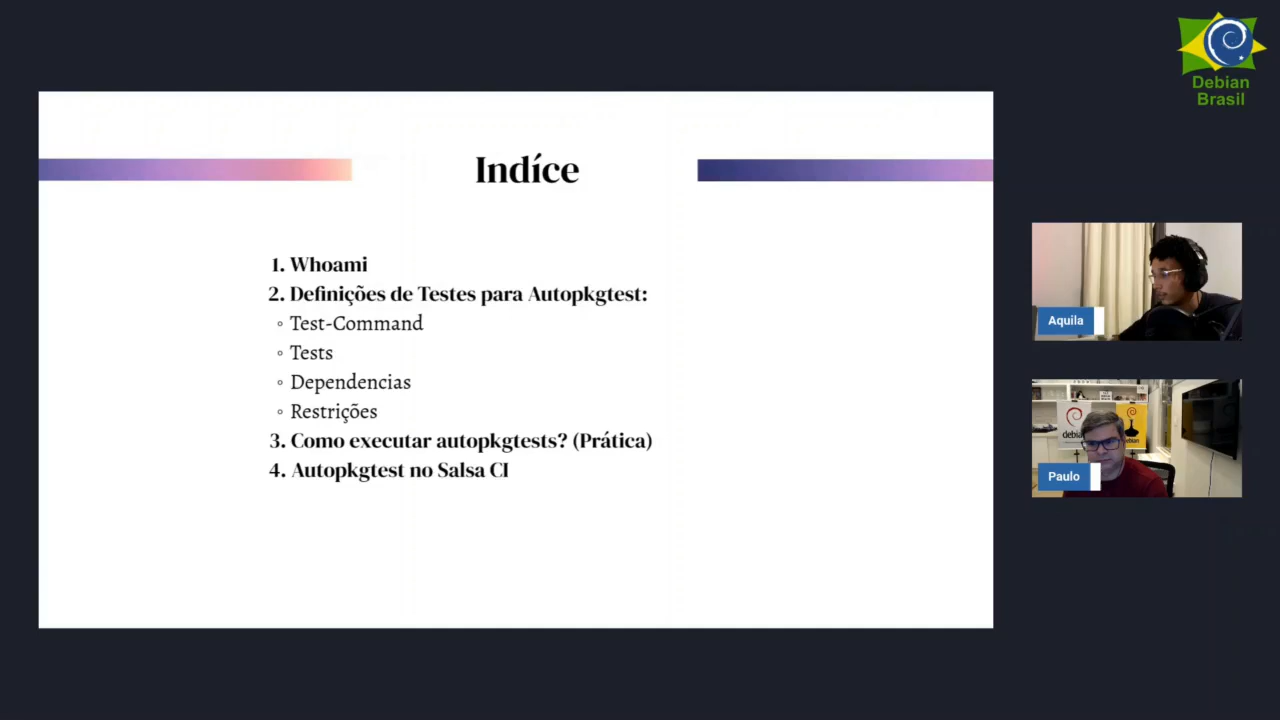 Debian
Brasil
Indíce
1. Whoami
2. Definições de Testes para Autopkgtest:
◦ Test-Command
◦ Tests
◦ Dependencias
◦ Restrições
3. Como executar autopkgtests? (Prática)
4. Autopkgtest no Salsa CI
Aquila
debian
Paulo